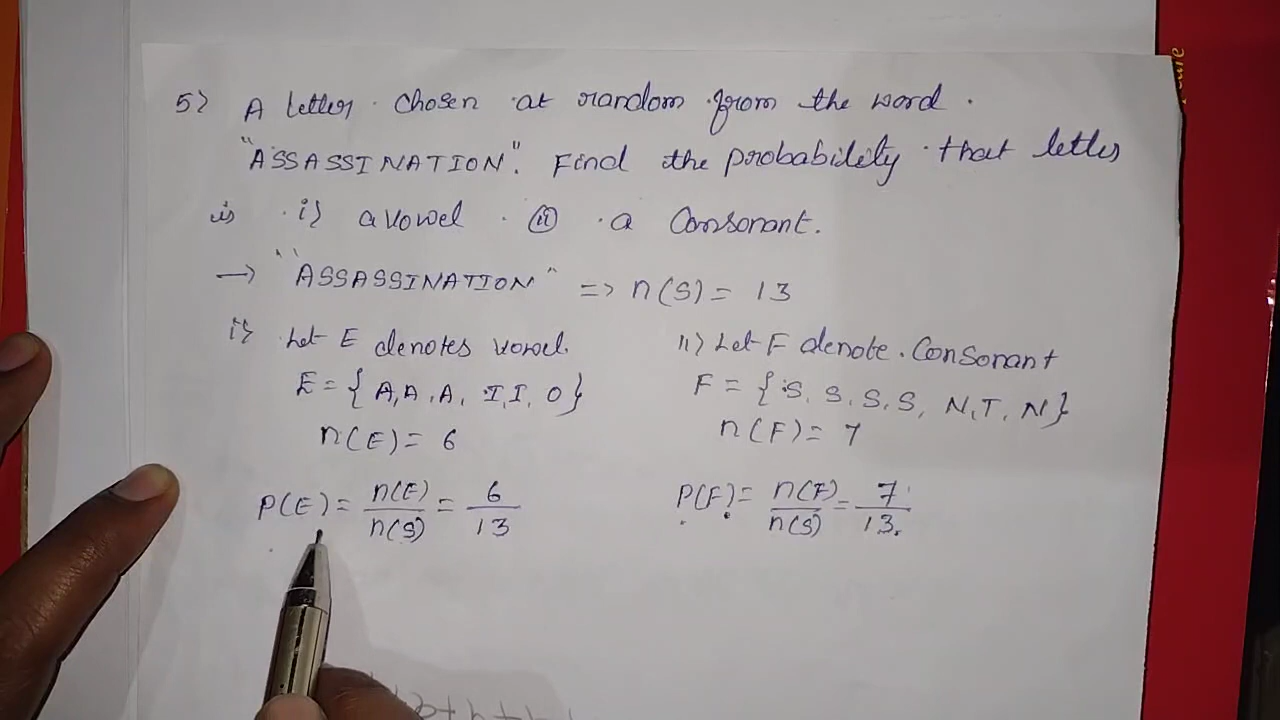 5) A letter chosen at random from the word
"ASSASSINATION". Find the probability that letter
is i) a vowel (ii) a Consonant.
→ "ASSASSINATION" => n(S) = 13
i) Let E denotes vowel.
E = {A, A, A, I, I, O}
n(E) = 6
P(E) = n(E)/n(S) = 6/13
11) Let F denote Consonant
F = {S, S, S, S, N, T, N}
n(F) = 7
P(F) = n(F)/n(S) = 7/13.